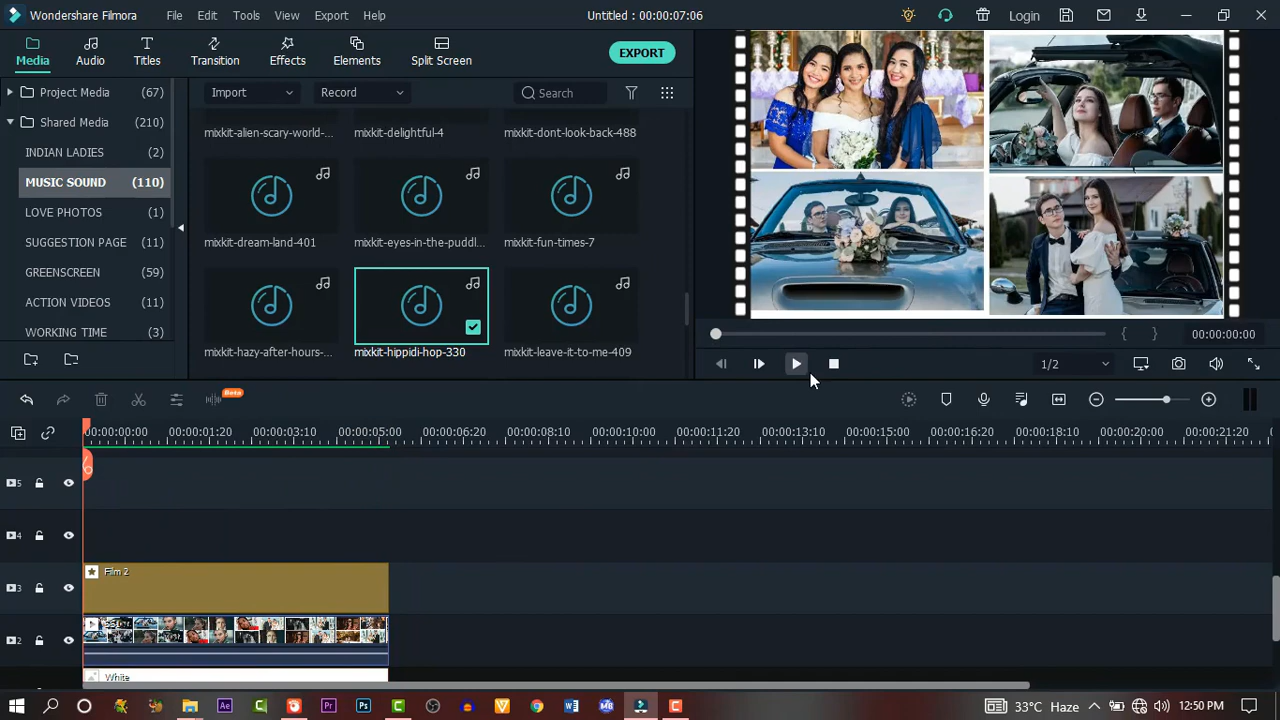 Wondershare Filmora
File Edit Tools View Export Help
Untitled : 00:00:07:06
Login
Media Audio Titles Transition Effects Elements Split Screen
EXPORT
Project Media (67)
Import Record Search
Shared Media (210)
mixkit-alien-scary-world-... mixkit-delightful-4 mixkit-dont-look-back-488
INDIAN LADIES (2)
MUSIC SOUND (110)
LOVE PHOTOS (1)
SUGGESTION PAGE (11)
mixkit-dream-land-401 mixkit-eyes-in-the-puddl... mixkit-fun-times-7
GREENSCREEN (59)
ACTION VIDEOS (11)
WORKING TIME (3)
mixkit-hazy-after-hours-... mixkit-hippidi-hop-330 mixkit-leave-it-to-me-409
{ } 00:00:00:00
1/2
Beta
00:00:00:00 00:00:01:20 00:00:03:10 00:00:05:00 00:00:06:20 00:00:08:10 00:00:10:00 00:00:11:20 00:00:13:10 00:00:15:00 00:00:16:20 00:00:18:10 00:00:20:00 00:00:21:20
5
4
Film 2
3
2
White
Ae Pr Ps
33°C Haze 12:50 PM